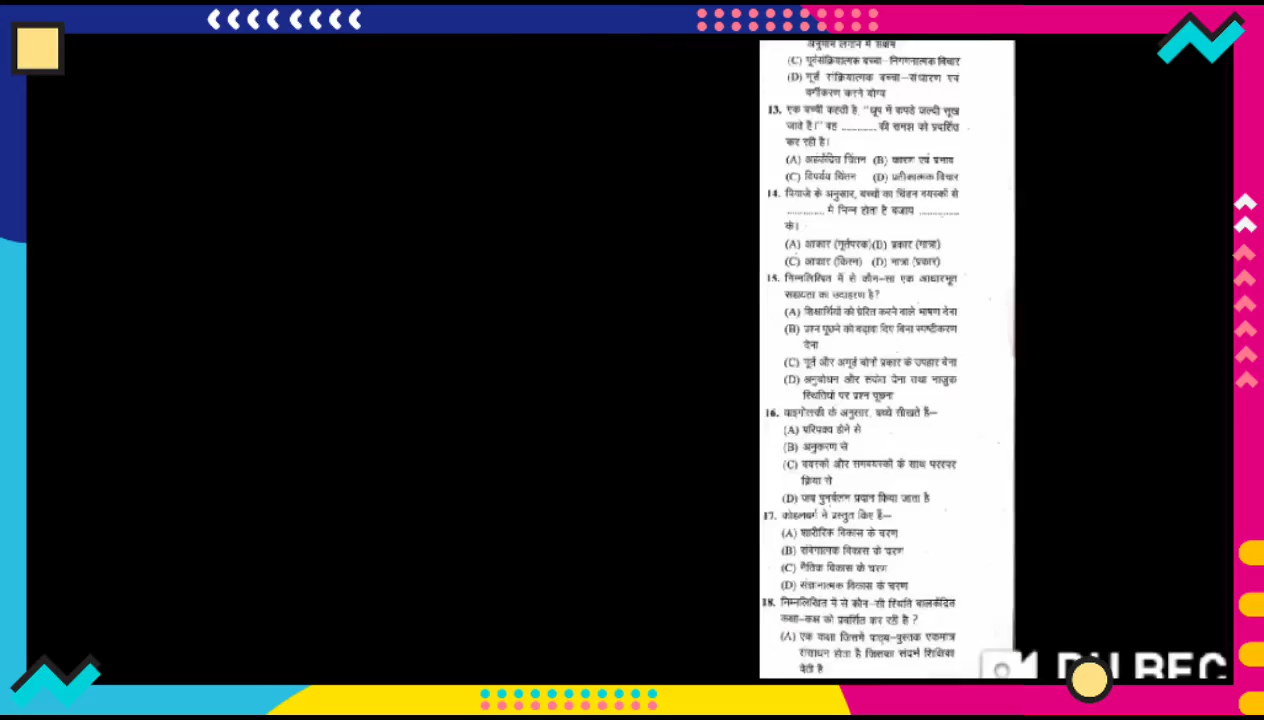 अनुमान लगाने में सक्षम
(C) पूर्वसंक्रियात्मक बच्चा–निगमनात्मक विचार
(D) मूर्त संक्रियात्मक बच्चा–संधारण एवं
वर्गीकरण करने योग्य
13. एक बच्ची कहती है, "धूप में कपड़े जल्दी सूख
जाते हैं।" वह ............ की समझ को प्रदर्शित
कर रही है।
(A) अहंकेंद्रित चिंतन (B) कारण एवं प्रभाव
(C) विपर्यय चिंतन (D) प्रतीकात्मक विचार
14. पियाजे के अनुसार, बच्चों का चिंतन वयस्कों से
............ में भिन्न होता है बजाय ............
के।
(A) आकार (मूर्तपरक) (B) प्रकार (मात्रा)
(C) आकार (किस्म) (D) मात्रा (प्रकार)
15. निम्नलिखित में से कौन–सा एक आधारभूत
सहायता का उदाहरण है?
(A) शिक्षार्थियों को प्रेरित करने वाले भाषण देना
(B) प्रश्न पूछने को बढ़ावा दिए बिना स्पष्टीकरण
देना
(C) मूर्त और अमूर्त दोनों प्रकार के उपहार देना
(D) अनुबोधन और संकेत देना तथा नाजुक
स्थितियों पर प्रश्न पूछना
16. वाइगोत्स्की के अनुसार, बच्चे सीखते हैं–
(A) परिपक्व होने से
(B) अनुकरण से
(C) वयस्कों और समवयस्कों के साथ परस्पर
क्रिया से
(D) जब पुनर्बलन प्रदान किया जाता है
17. कोहलबर्ग ने प्रस्तुत किए हैं–
(A) शारीरिक विकास के चरण
(B) संवेगात्मक विकास के चरण
(C) नैतिक विकास के चरण
(D) संज्ञानात्मक विकास के चरण
18. निम्नलिखित में से कौन–सी स्थिति बालकेंद्रित
कक्षा–कक्ष को प्रदर्शित कर रही है ?
(A) एक कक्षा जिसमें पाठ्य–पुस्तक एकमात्र
संसाधन होता है जिसका संदर्भ शिक्षिका
देती है